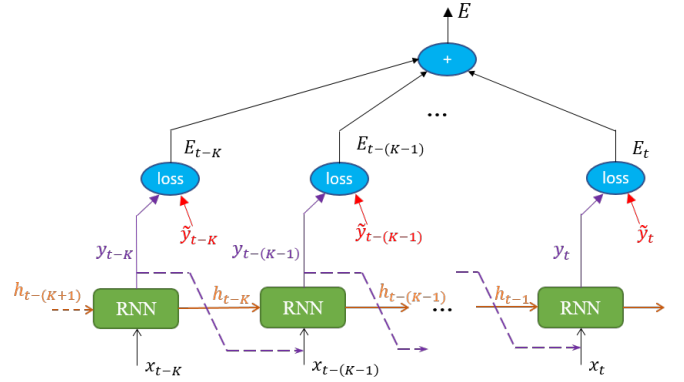 E
+
...
E_{t−K}
E_{t−(K−1)}
E_t
loss
loss
loss
ỹ_{t−K}
ỹ_{t−(K−1)}
ỹ_t
y_{t−K}
y_{t−(K−1)}
y_t
h_{t−(K+1)}
RNN
h_{t−K}
RNN
h_{t−(K−1)}
...
h_{t−1}
RNN
x_{t−K}
x_{t−(K−1)}
x_t